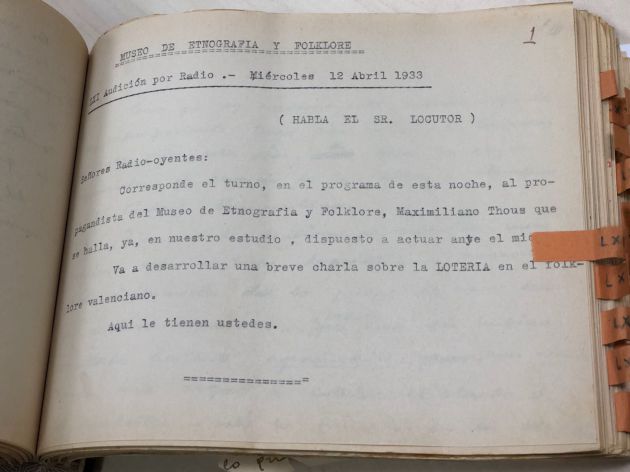 1
MUSEO DE ETNOGRAFIA Y FOLKLORE
LXI Audición por Radio .- Miércoles 12 Abril 1933
( HABLA EL SR. LOCUTOR )
Señores Radio-oyentes:
Corresponde el turno, en el programa de esta noche, al pro-
pagandista del Museo de Etnografia y Folklore, Maximiliano Thous que
se halla, ya, en nuestro estudio , dispuesto a actuar ante el
Va a desarrollar una breve charla sobre la LOTERIA en el folk-
lore valenciano.
Aqui le tienen ustedes.
===============